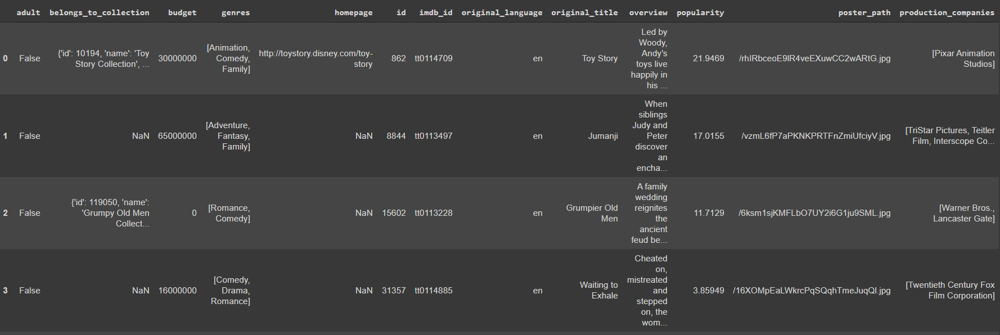 adult belongs_to_collection budget genres homepage id imdb_id original_language original_title overview popularity poster_path production_companies
0 False {'id': 10194, 'name': 'Toy Story Collection', ... 30000000 [Animation, Comedy, Family] http://toystory.disney.com/toy-story 862 tt0114709 en Toy Story Led by Woody, Andy's toys live happily in his ... 21.9469 /rhIRbceoE9lR4veEXuwCC2wARtG.jpg [Pixar Animation Studios]
1 False NaN 65000000 [Adventure, Fantasy, Family] NaN 8844 tt0113497 en Jumanji When siblings Judy and Peter discover an encha... 17.0155 /vzmL6fP7aPKNKPRTFnZmiUfciyV.jpg [TriStar Pictures, Teitler Film, Interscope Co...
2 False {'id': 119050, 'name': 'Grumpy Old Men Collect... 0 [Romance, Comedy] NaN 15602 tt0113228 en Grumpier Old Men A family wedding reignites the ancient feud be... 11.7129 /6ksm1sjKMFLbO7UY2i6G1ju9SML.jpg [Warner Bros., Lancaster Gate]
3 False NaN 16000000 [Comedy, Drama, Romance] NaN 31357 tt0114885 en Waiting to Exhale Cheated on, mistreated and stepped on, the wom... 3.85949 /16XOMpEaLWkrcPqSQqhTmeJuqQl.jpg [Twentieth Century Fox Film Corporation]